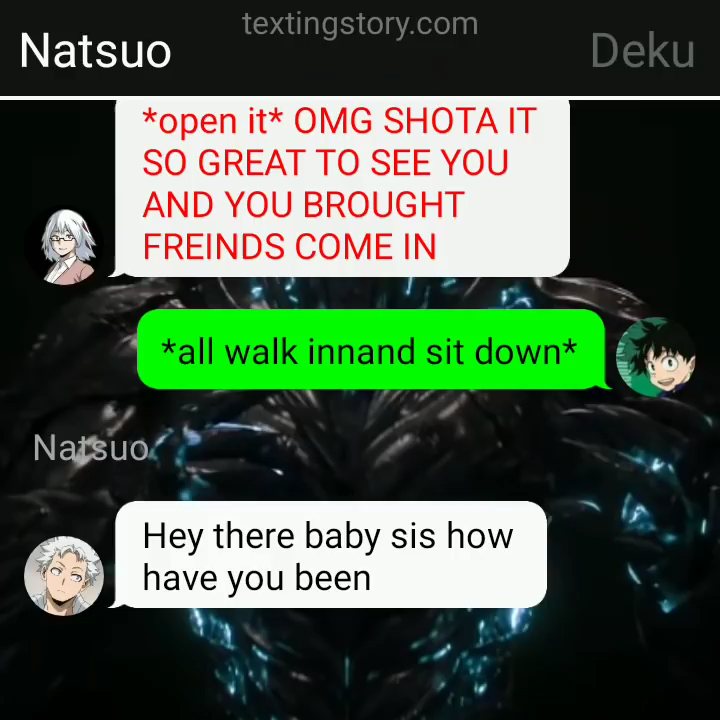 textingstory.com
Natsuo
Deku
*open it* OMG SHOTA IT
SO GREAT TO SEE YOU
AND YOU BROUGHT
FREINDS COME IN
*all walk innand sit down*
Natsuo
Hey there baby sis how
have you been